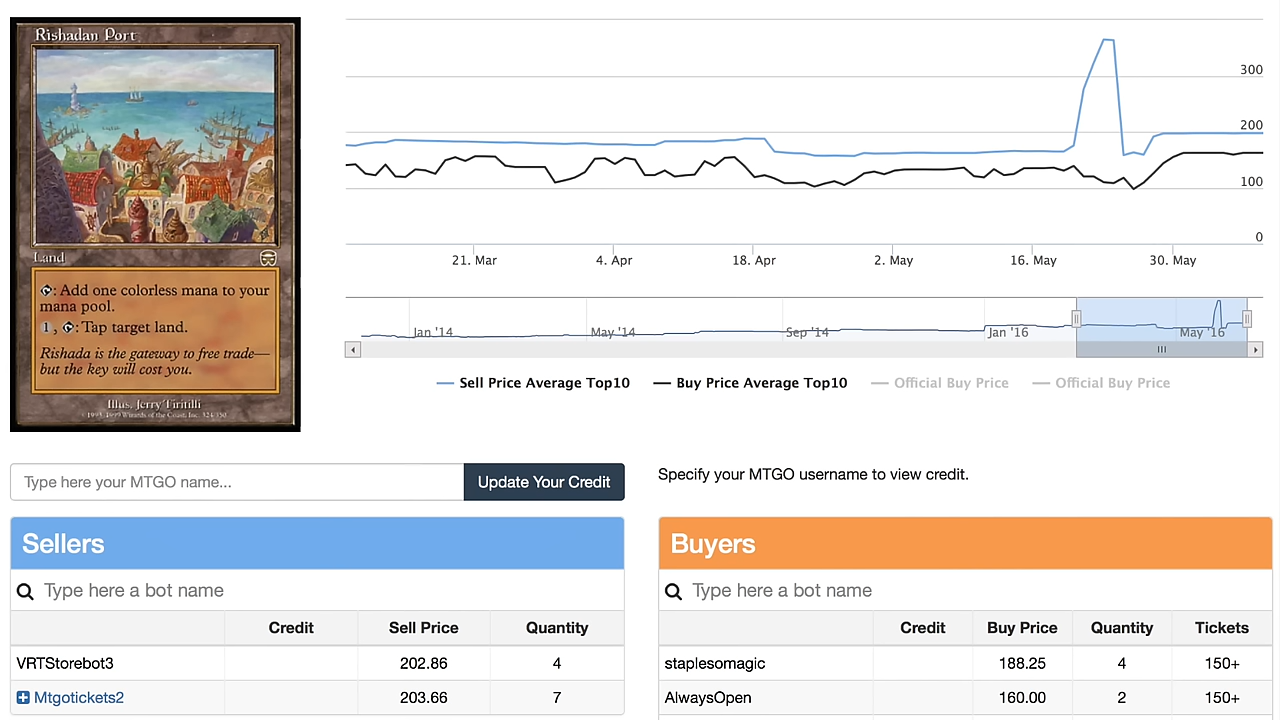 Rishadan Port
Land
: Add one colorless mana to your
mana pool.
1, : Tap target land.
Rishada is the gateway to free trade—
but the key will cost you.
Illus. Jerry Tiritilli
300
200
100
0
21. Mar
4. Apr
18. Apr
2. May
16. May
30. May
Jan '14
May '14
Sep '14
Jan '16
May '16
Sell Price Average Top10
Buy Price Average Top10
Official Buy Price
Official Buy Price
Type here your MTGO name...
Update Your Credit
Specify your MTGO username to view credit.
Sellers
Type here a bot name
Credit Sell Price Quantity
VRTStorebot3 202.86 4
Mtgotickets2 203.66 7
Buyers
Type here a bot name
Credit Buy Price Quantity Tickets
staplesomagic 188.25 4 150+
AlwaysOpen 160.00 2 150+